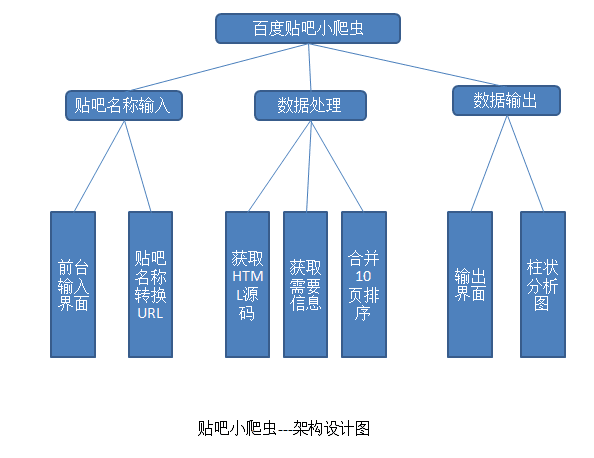 百度贴吧小爬虫
贴吧名称输入
数据处理
数据输出
前台
输入
界面
贴吧
名称
转换
URL
获取
HTM
L源
码
获取
需要
信息
合并
10
页排
序
输出
界面
柱状
分析
图
贴吧小爬虫---架构设计图